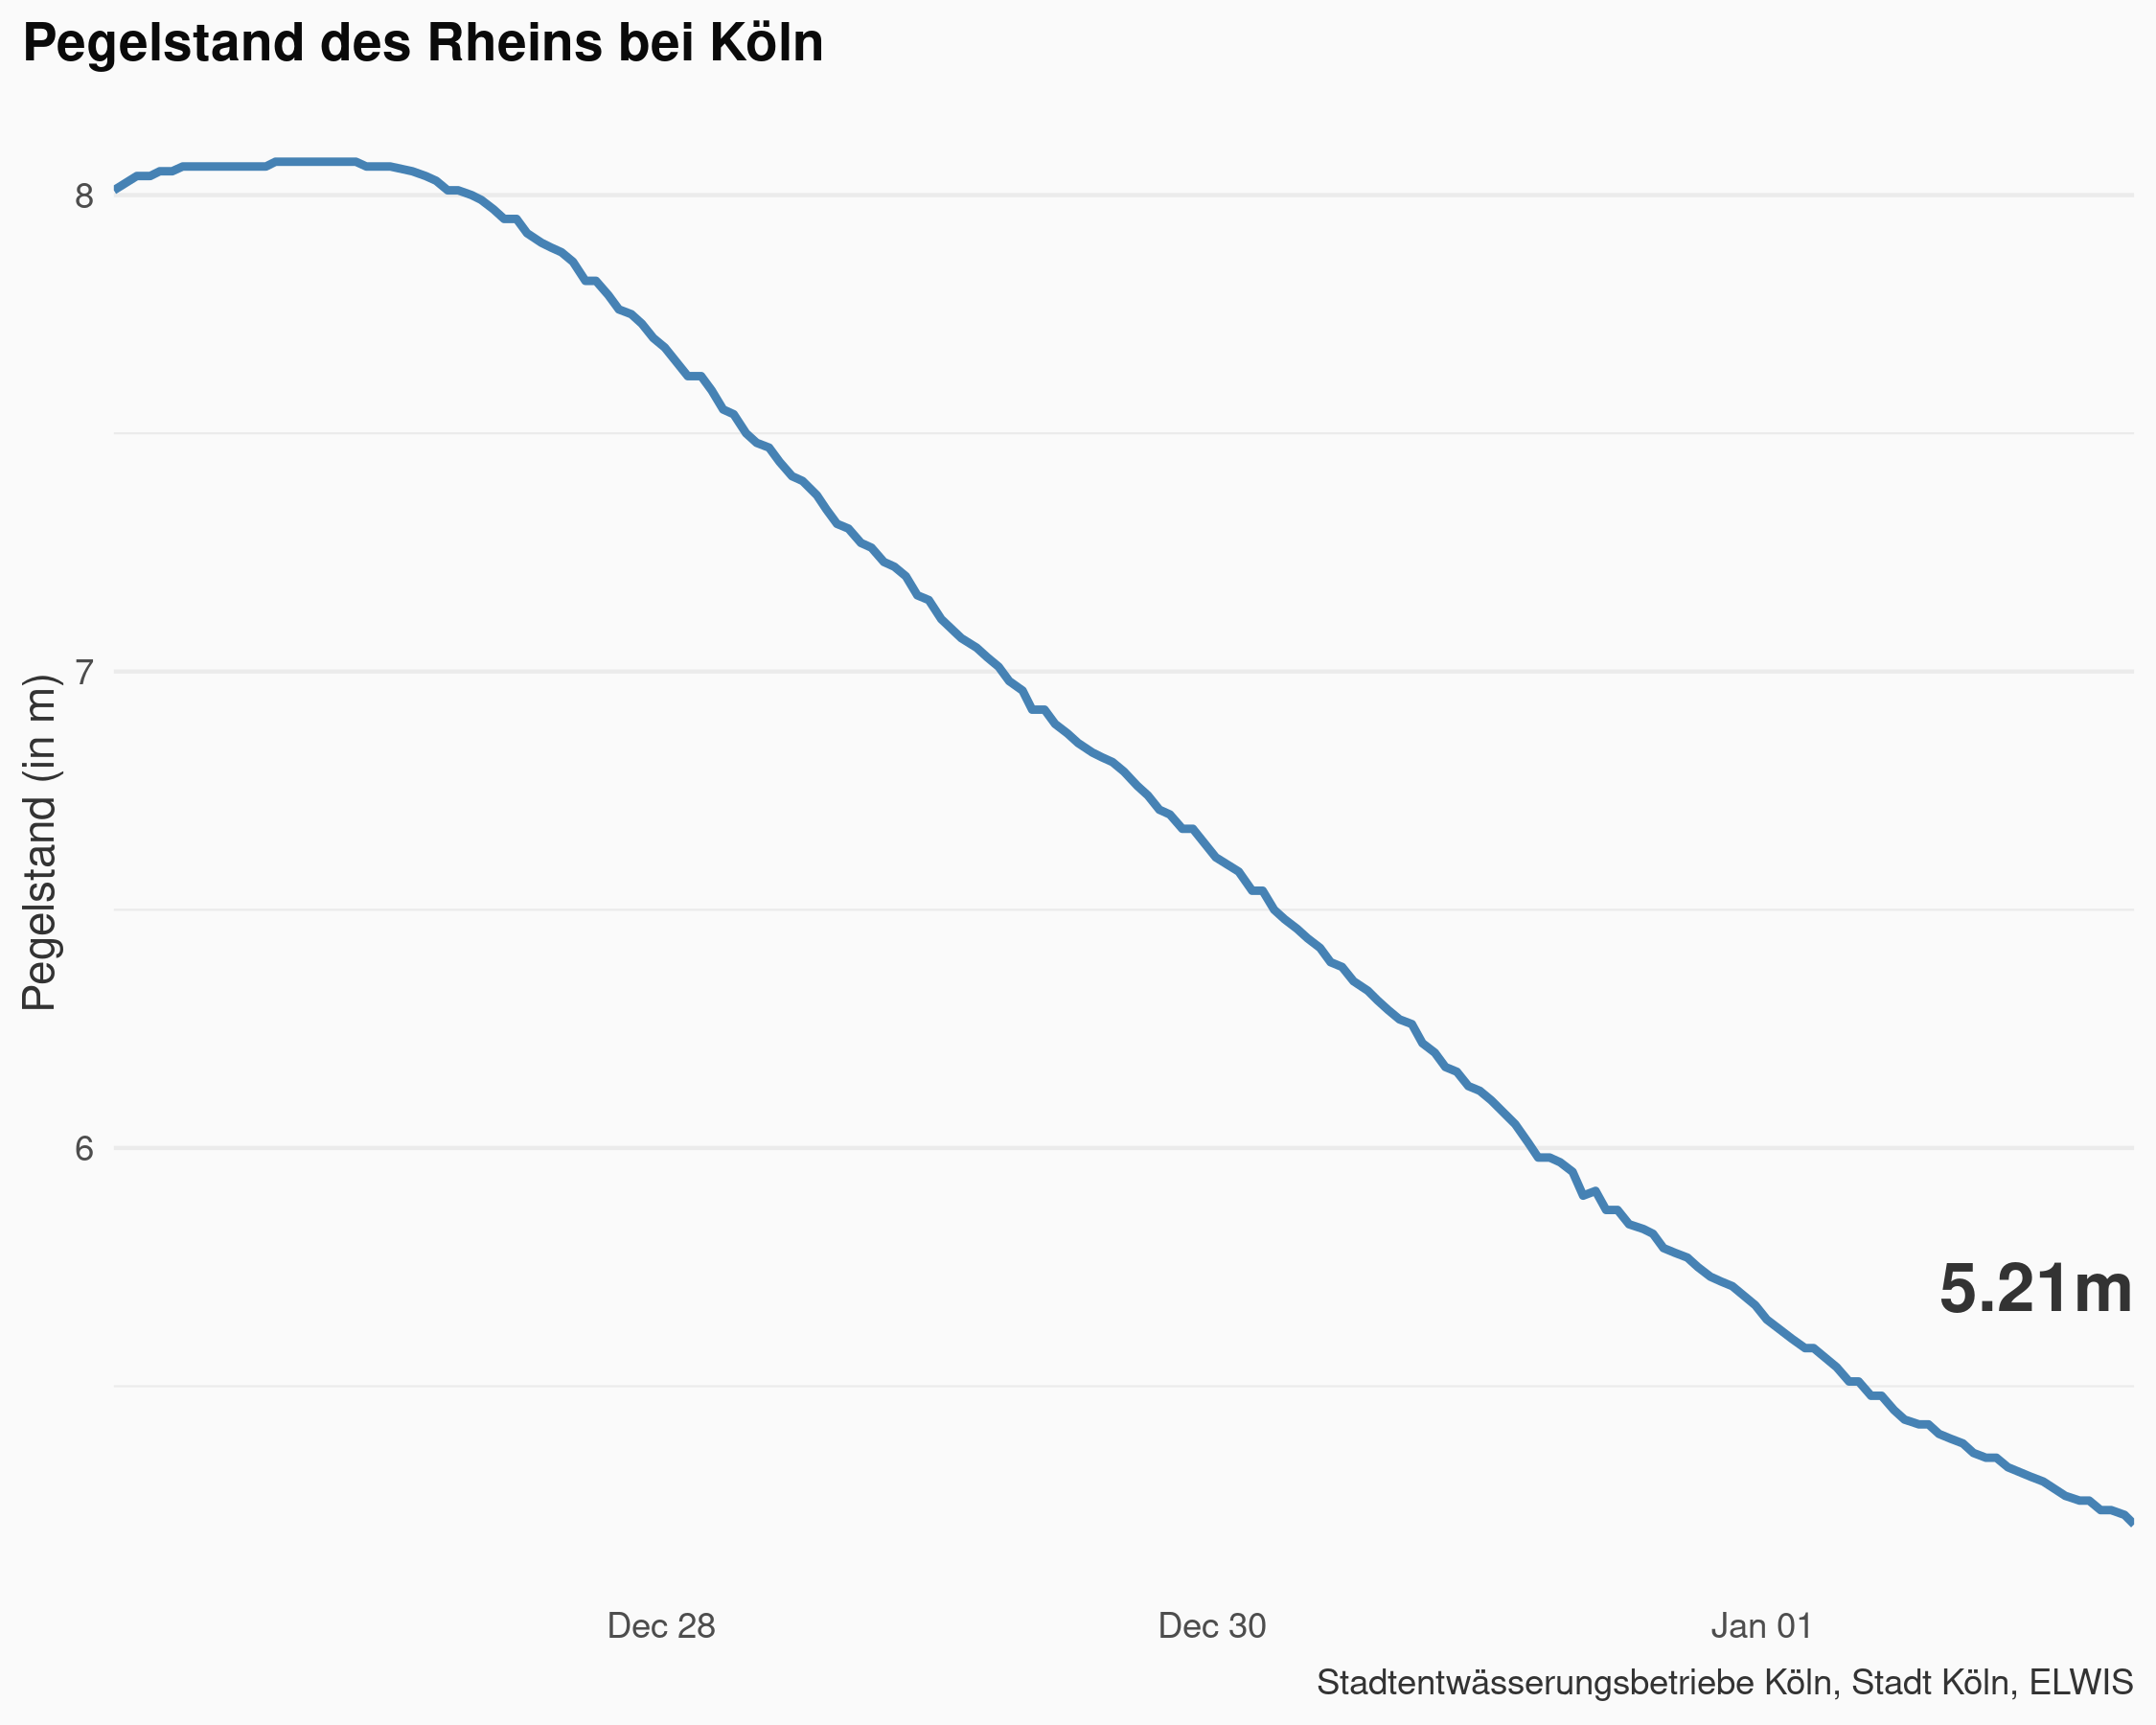 Pegelstand des Rheins bei Köln
8
7
6
Pegelstand (in m)
5.21m
Dec 28
Dec 30
Jan 01
Stadtentwässerungsbetriebe Köln, Stadt Köln, ELWIS